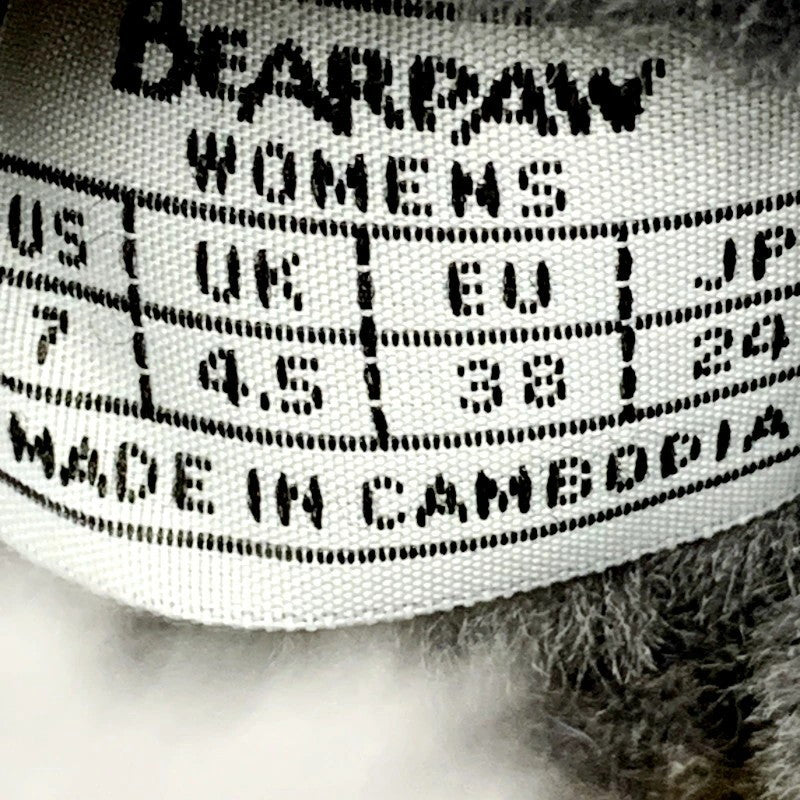 BEARPAW
WOMENS
US UK EU JP
7 4.5 38 24
MADE IN CAMBODIA